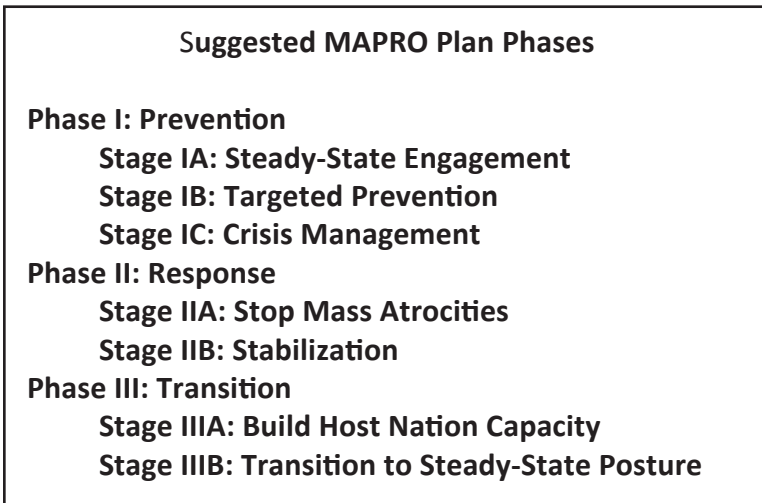 Suggested MAPRO Plan Phases
Phase I: Prevention
Stage IA: Steady-State Engagement
Stage IB: Targeted Prevention
Stage IC: Crisis Management
Phase II: Response
Stage IIA: Stop Mass Atrocities
Stage IIB: Stabilization
Phase III: Transition
Stage IIIA: Build Host Nation Capacity
Stage IIIB: Transition to Steady-State Posture